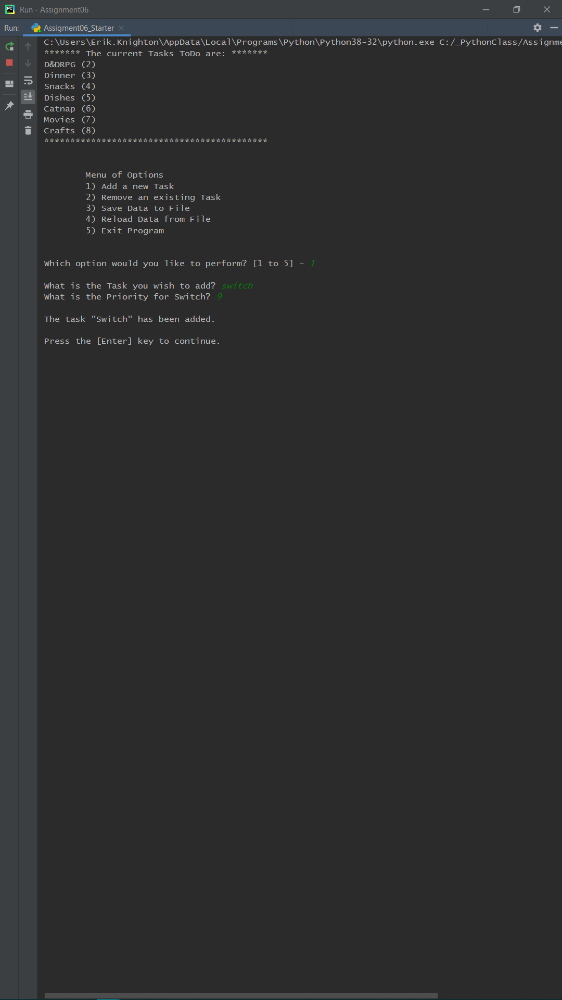 PC Run - Assignment06
Run: Assigment06_Starter
C:\Users\Erik.Knighton\AppData\Local\Programs\Python\Python38-32\python.exe C:/_PythonClass/Assignme
******* The current Tasks ToDo are: *******
D&DRPG (2)
Dinner (3)
Snacks (4)
Dishes (5)
Catnap (6)
Movies (7)
Crafts (8)
*******************************************
Menu of Options
1) Add a new Task
2) Remove an existing Task
3) Save Data to File
4) Reload Data from File
5) Exit Program
Which option would you like to perform? [1 to 5] - 1
What is the Task you wish to add? switch
What is the Priority for Switch? 9
The task "Switch" has been added.
Press the [Enter] key to continue.